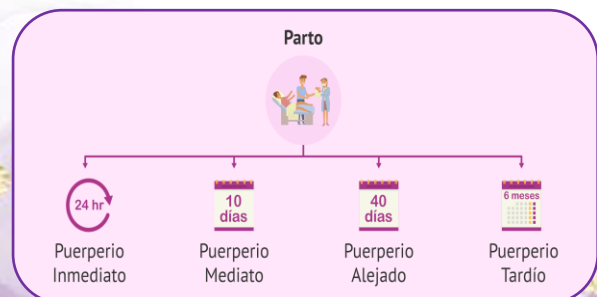 Parto
24 hr
10
días
40
días
6 meses
Puerperio
Inmediato
Puerperio
Mediato
Puerperio
Alejado
Puerperio
Tardío